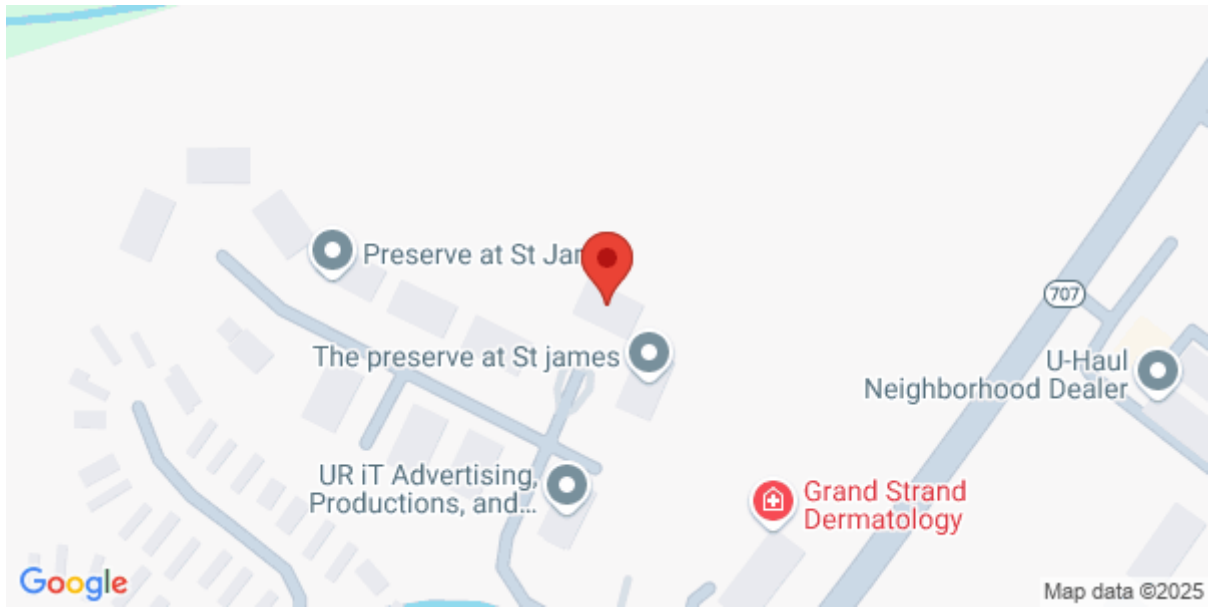 Preserve at St Jam
707
The preserve at St james
U-Haul
Neighborhood Dealer
UR iT Advertising,
Productions, and...
Grand Strand
Dermatology
Google
Map data ©2025